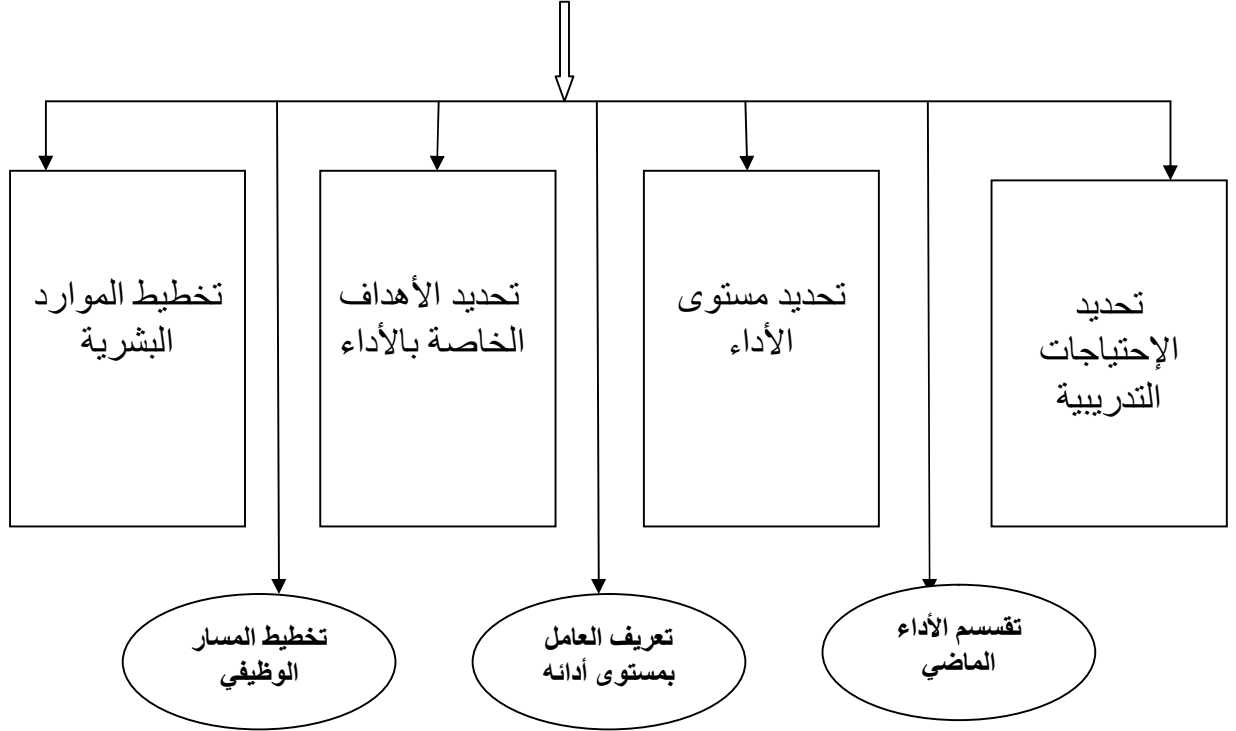 تحديد
الإحتياجات
التدريبية
تحديد مستوى
الأداء
تحديد الأهداف
الخاصة بالأداء
تخطيط الموارد
البشرية
تقسسم الأداء
الماضي
تعريف العامل
بمستوى أدائه
تخطيط المسار
الوظيفي